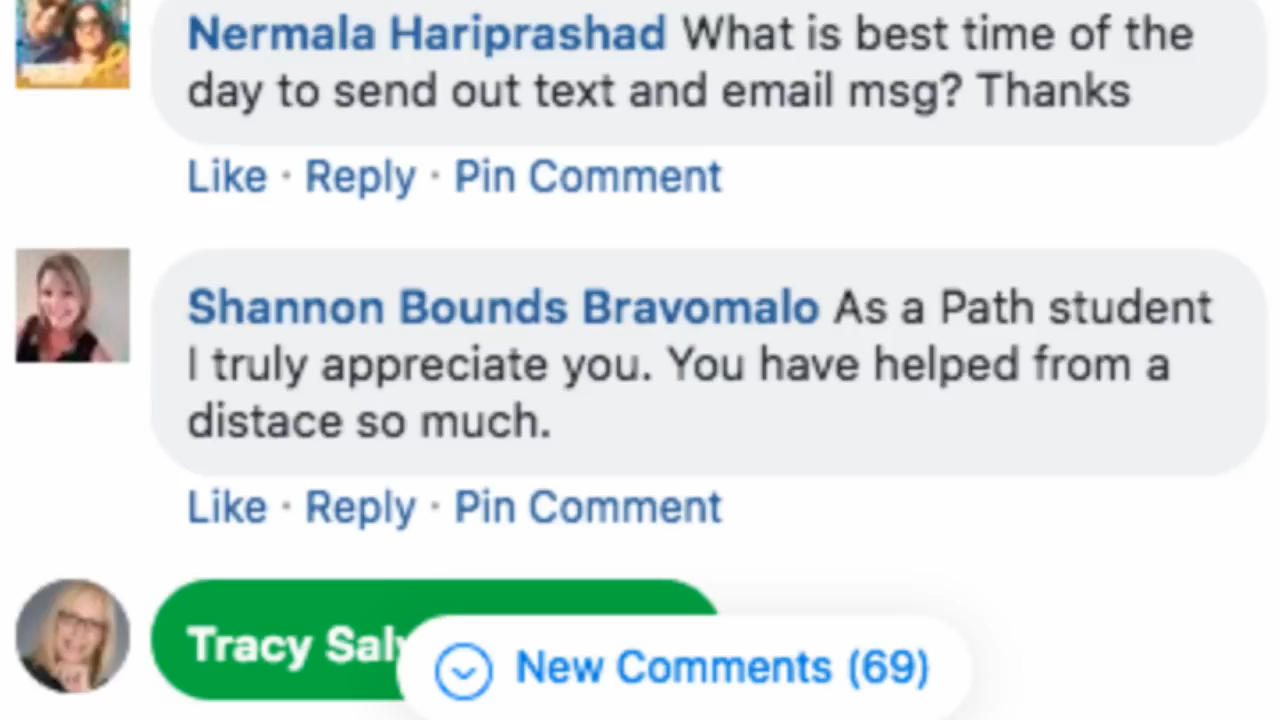 Nermala Hariprashad What is best time of the
day to send out text and email msg? Thanks
Like · Reply · Pin Comment
Shannon Bounds Bravomalo As a Path student
I truly appreciate you. You have helped from a
distace so much.
Like · Reply · Pin Comment
Tracy
New Comments (69)